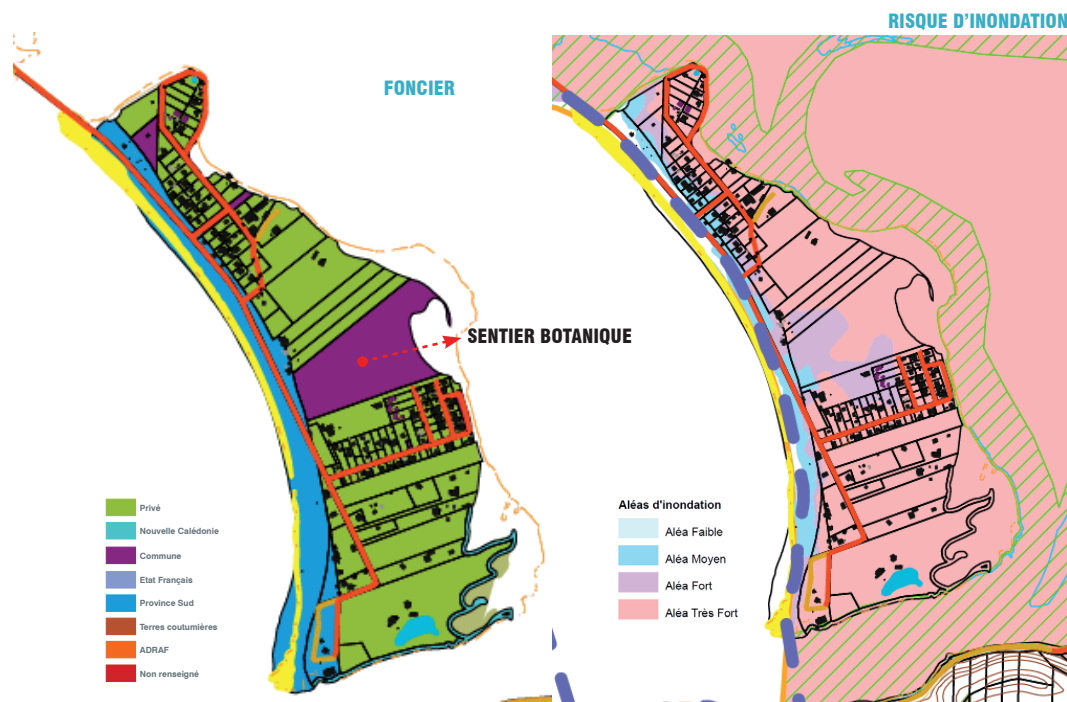 RISQUE D’INONDATION
FONCIER
SENTIER BOTANIQUE
Privé
Nouvelle Calédonie
Commune
Etat Français
Province Sud
Terres coutumières
ADRAF
Non renseigné
Aléas d'inondation
Aléa Faible
Aléa Moyen
Aléa Fort
Aléa Très Fort